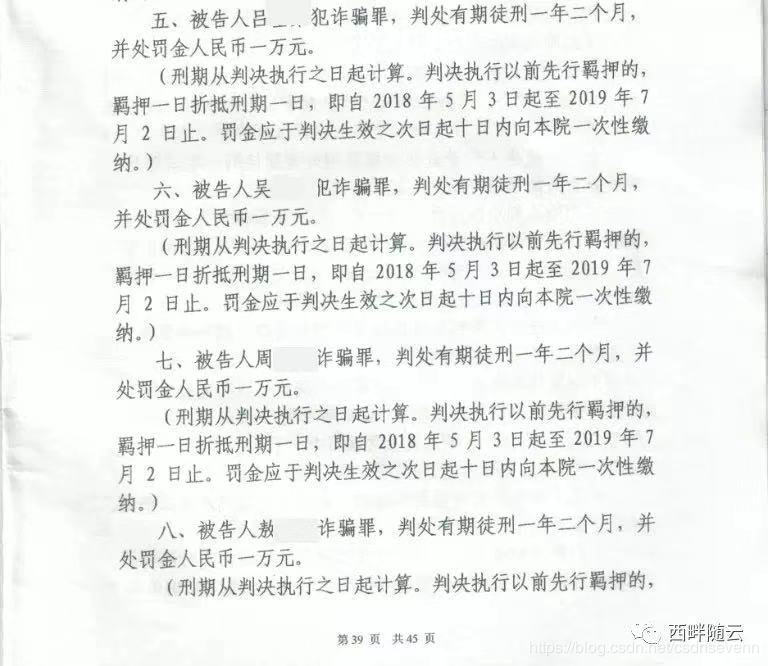 五、被告人吕 犯诈骗罪，判处有期徒刑一年二个月，
并处罚金人民币一万元。
（刑期从判决执行之日起计算。判决执行以前先行羁押的，
羁押一日折抵刑期一日，即自 2018 年 5 月 3 日起至 2019 年 7
月 2 日止。罚金应于判决生效之次日起十日内向本院一次性缴
纳。）
六、被告人吴 犯诈骗罪，判处有期徒刑一年二个月，
并处罚金人民币一万元。
（刑期从判决执行之日起计算。判决执行以前先行羁押的，
羁押一日折抵刑期一日，即自 2018 年 5 月 3 日起至 2019 年 7
月 2 日止。罚金应于判决生效之次日起十日内向本院一次性缴
纳。）
七、被告人周 诈骗罪，判处有期徒刑一年二个月，并
处罚金人民币一万元。
（刑期从判决执行之日起计算。判决执行以前先行羁押的，
羁押一日折抵刑期一日，即自 2018 年 5 月 3 日起至 2019 年 7
月 2 日止。罚金应于判决生效之次日起十日内向本院一次性缴
纳。）
八、被告人敖 诈骗罪，判处有期徒刑一年二个月，并
处罚金人民币一万元。
（刑期从判决执行之日起计算。判决执行以前先行羁押的，
第 39 页 共 45 页
西畔随云
https://blog.csdn.net/csdnsevenn